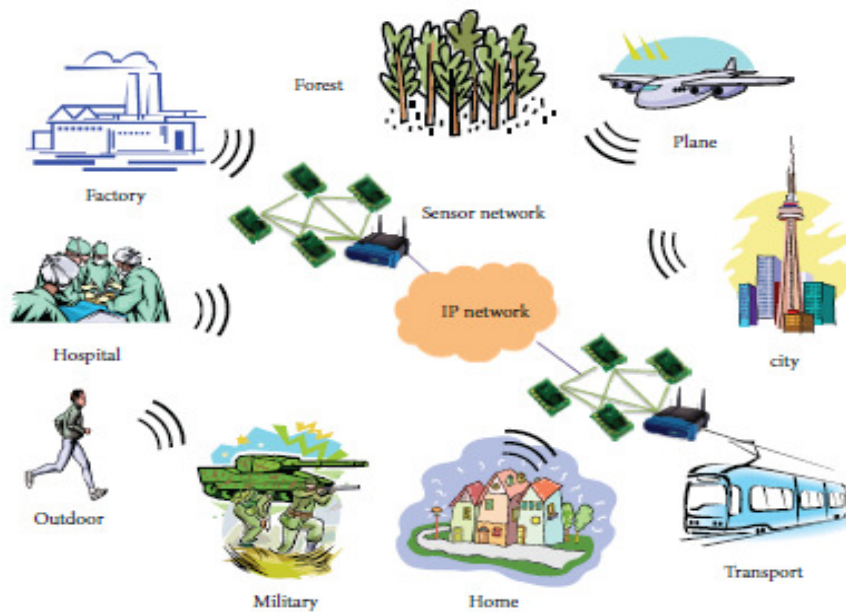 Forest
Plane
Factory
Sensor network
IP network
Hospital
city
Outdoor
Military
Home
Transport